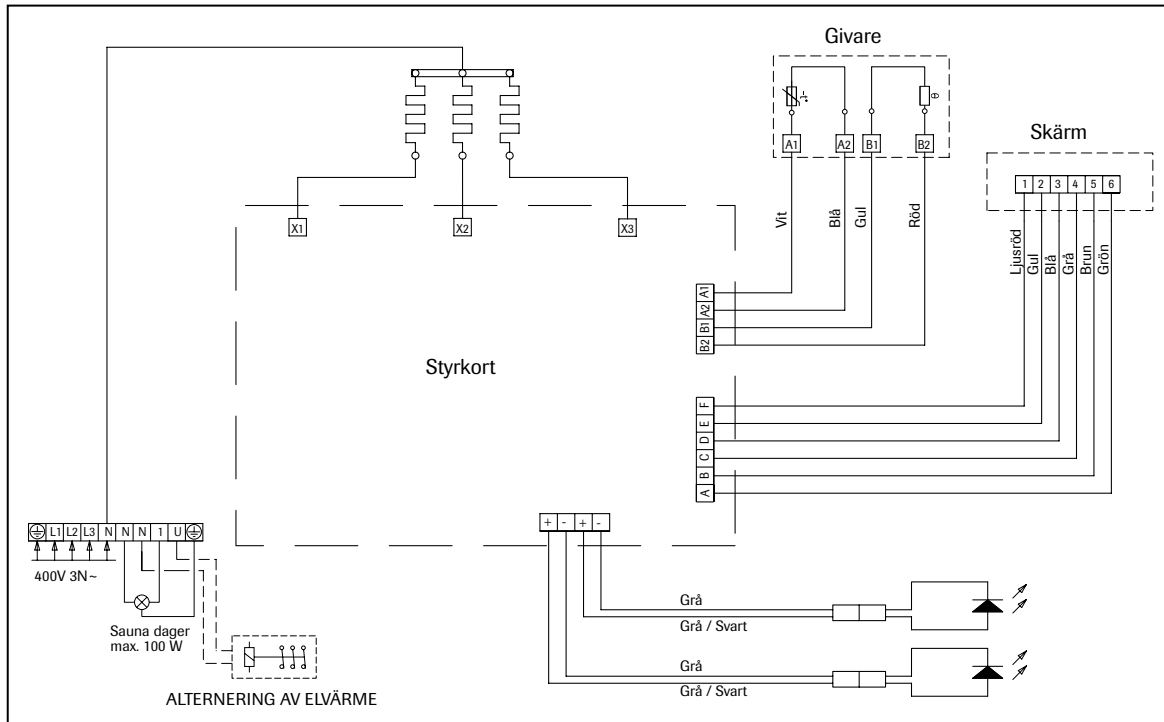 Givare
Skärm
A1 A2 B1 B2
θ
1 2 3 4 5 6
X1 X2 X3
Vit
Blå
Gul
Röd
Ljusröd
Gul
Blå
Grå
Brun
Grön
A1
A2
B1
B2
Styrkort
F
E
D
C
B
A
L1 L2 L3 N N N 1 U
400V 3N~
+ - + -
Sauna dager
max. 100 W
ALTERNERING AV ELVÄRME
Grå
Grå / Svart
Grå
Grå / Svart